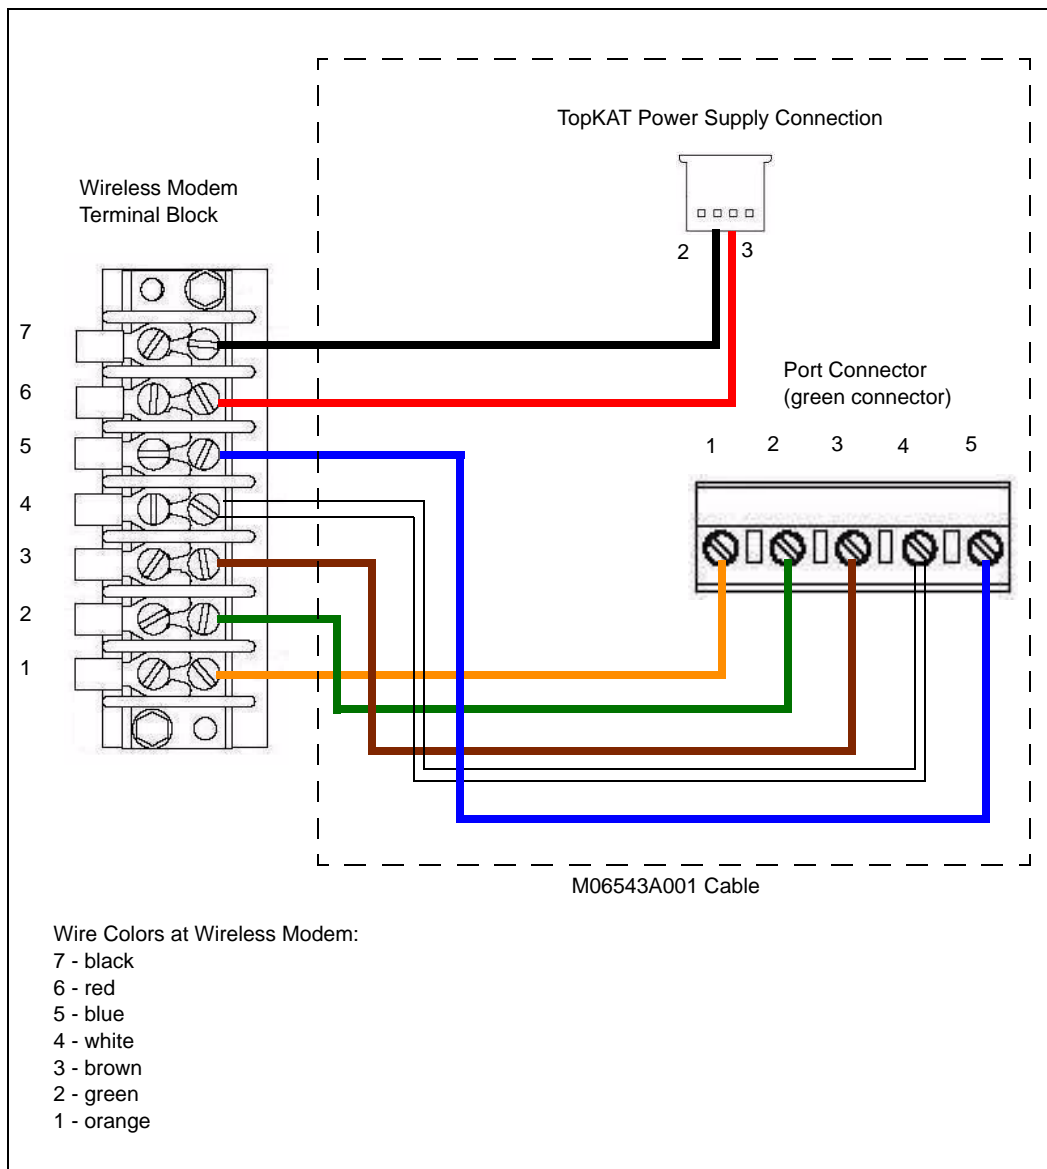 TopKAT Power Supply Connection
Wireless Modem
Terminal Block
2
3
7
6
5
4
3
2
1
Port Connector
(green connector)
1
2
3
4
5
M06543A001 Cable
Wire Colors at Wireless Modem:
7 - black
6 - red
5 - blue
4 - white
3 - brown
2 - green
1 - orange